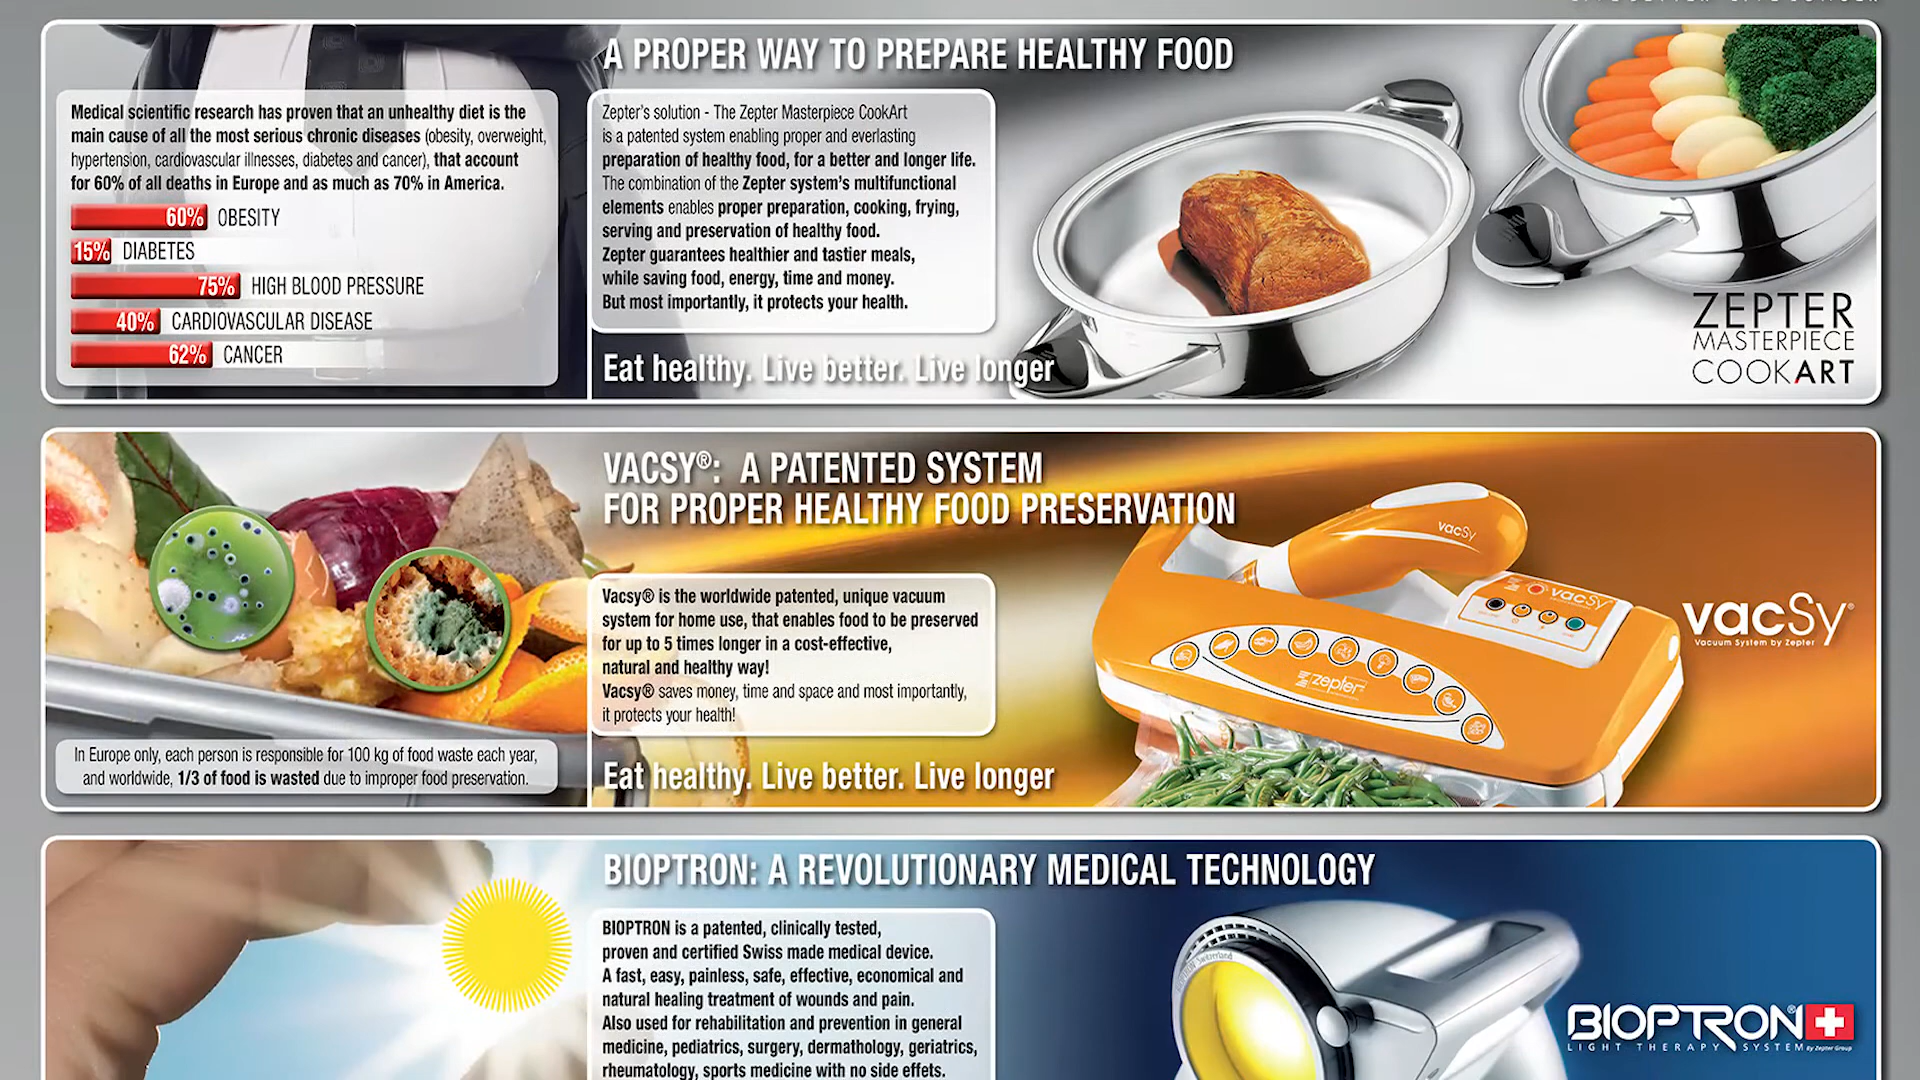 A PROPER WAY TO PREPARE HEALTHY FOOD
Medical scientific research has proven that an unhealthy diet is the
main cause of all the most serious chronic diseases (obesity, overweight,
hypertension, cardiovascular illnesses, diabetes and cancer), that account
for 60% of all deaths in Europe and as much as 70% in America.
60% OBESITY
15% DIABETES
75% HIGH BLOOD PRESSURE
40% CARDIOVASCULAR DISEASE
62% CANCER
Zepter's solution - The Zepter Masterpiece CookArt
is a patented system enabling proper and everlasting
preparation of healthy food, for a better and longer life.
The combination of the Zepter system's multifunctional
elements enables proper preparation, cooking, frying,
serving and preservation of healthy food.
Zepter guarantees healthier and tastier meals,
while saving food, energy, time and money.
But most importantly, it protects your health.
Eat healthy. Live better. Live longer
ZEPTER
MASTERPIECE
COOKART
VACSY®: A PATENTED SYSTEM
FOR PROPER HEALTHY FOOD PRESERVATION
Vacsy® is the worldwide patented, unique vacuum
system for home use, that enables food to be preserved
for up to 5 times longer in a cost-effective,
natural and healthy way!
Vacsy® saves money, time and space and most importantly,
it protects your health!
In Europe only, each person is responsible for 100 kg of food waste each year,
and worldwide, 1/3 of food is wasted due to improper food preservation.
Eat healthy. Live better. Live longer
vacSy
vacSy
zepter
vacSy®
Vacuum System by Zepter
BIOPTRON: A REVOLUTIONARY MEDICAL TECHNOLOGY
BIOPTRON is a patented, clinically tested,
proven and certified Swiss made medical device.
A fast, easy, painless, safe, effective, economical and
natural healing treatment of wounds and pain.
Also used for rehabilitation and prevention in general
medicine, pediatrics, surgery, dermathology, geriatrics,
rheumatology, sports medicine with no side effets.
BIOPTRON®
LIGHT THERAPY SYSTEM By Zepter Group